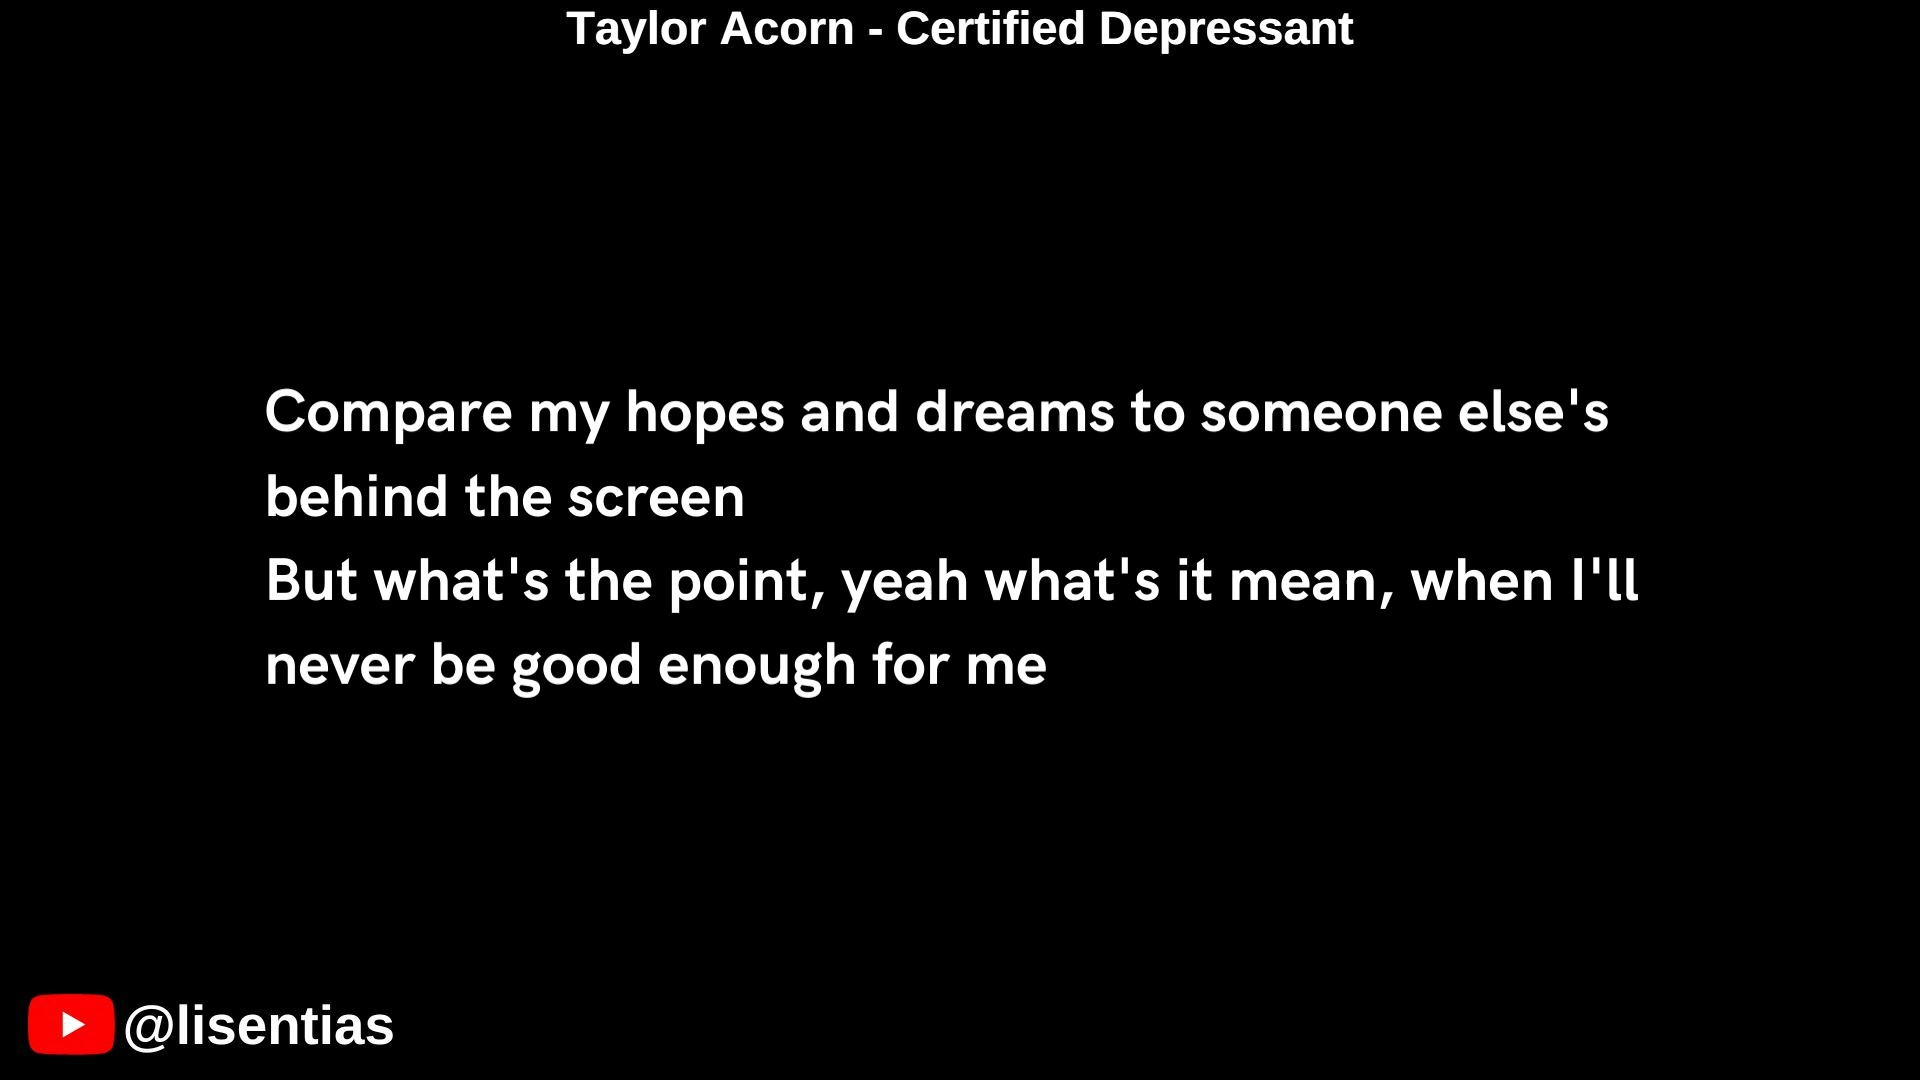 Taylor Acorn - Certified Depressant
Compare my hopes and dreams to someone else's
behind the screen
But what's the point, yeah what's it mean, when I'll
never be good enough for me
@lisentias